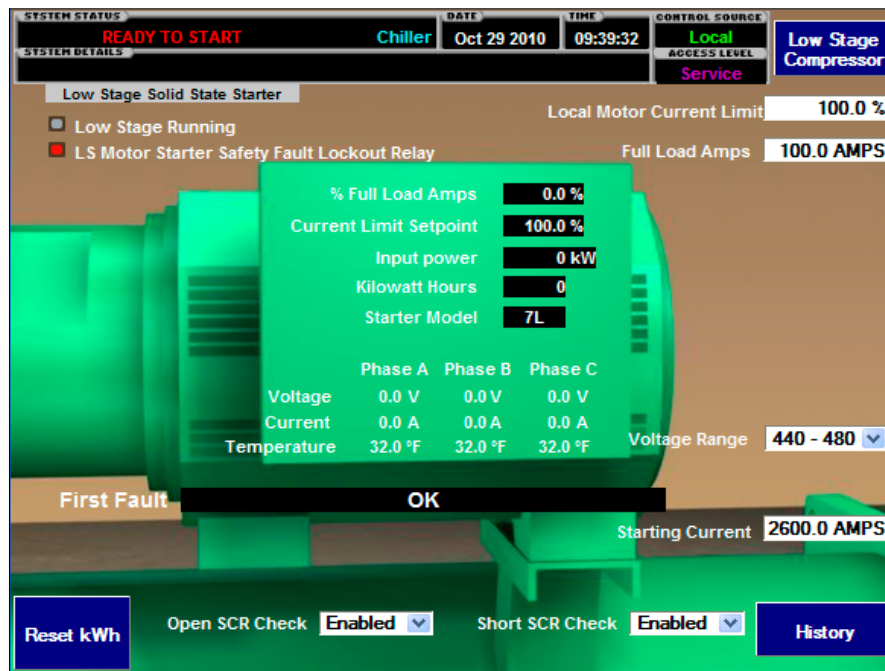 SYSTEM STATUS
READY TO START Chiller
DATE
Oct 29 2010
TIME
09:39:32
CONTROL SOURCE
Local
ACCESS LEVEL
Service
Low Stage
Compressor
SYSTEM DETAILS
Low Stage Solid State Starter
Low Stage Running
LS Motor Starter Safety Fault Lockout Relay
Local Motor Current Limit 100.0 %
Full Load Amps 100.0 AMPS
% Full Load Amps 0.0 %
Current Limit Setpoint 100.0 %
Input power 0 kW
Kilowatt Hours 0
Starter Model 7L
Phase A Phase B Phase C
Voltage 0.0 V 0.0 V 0.0 V
Current 0.0 A 0.0 A 0.0 A
Temperature 32.0 ºF 32.0 ºF 32.0 ºF
Voltage Range 440 - 480
First Fault OK
Starting Current 2600.0 AMPS
Reset kWh
Open SCR Check Enabled
Short SCR Check Enabled
History